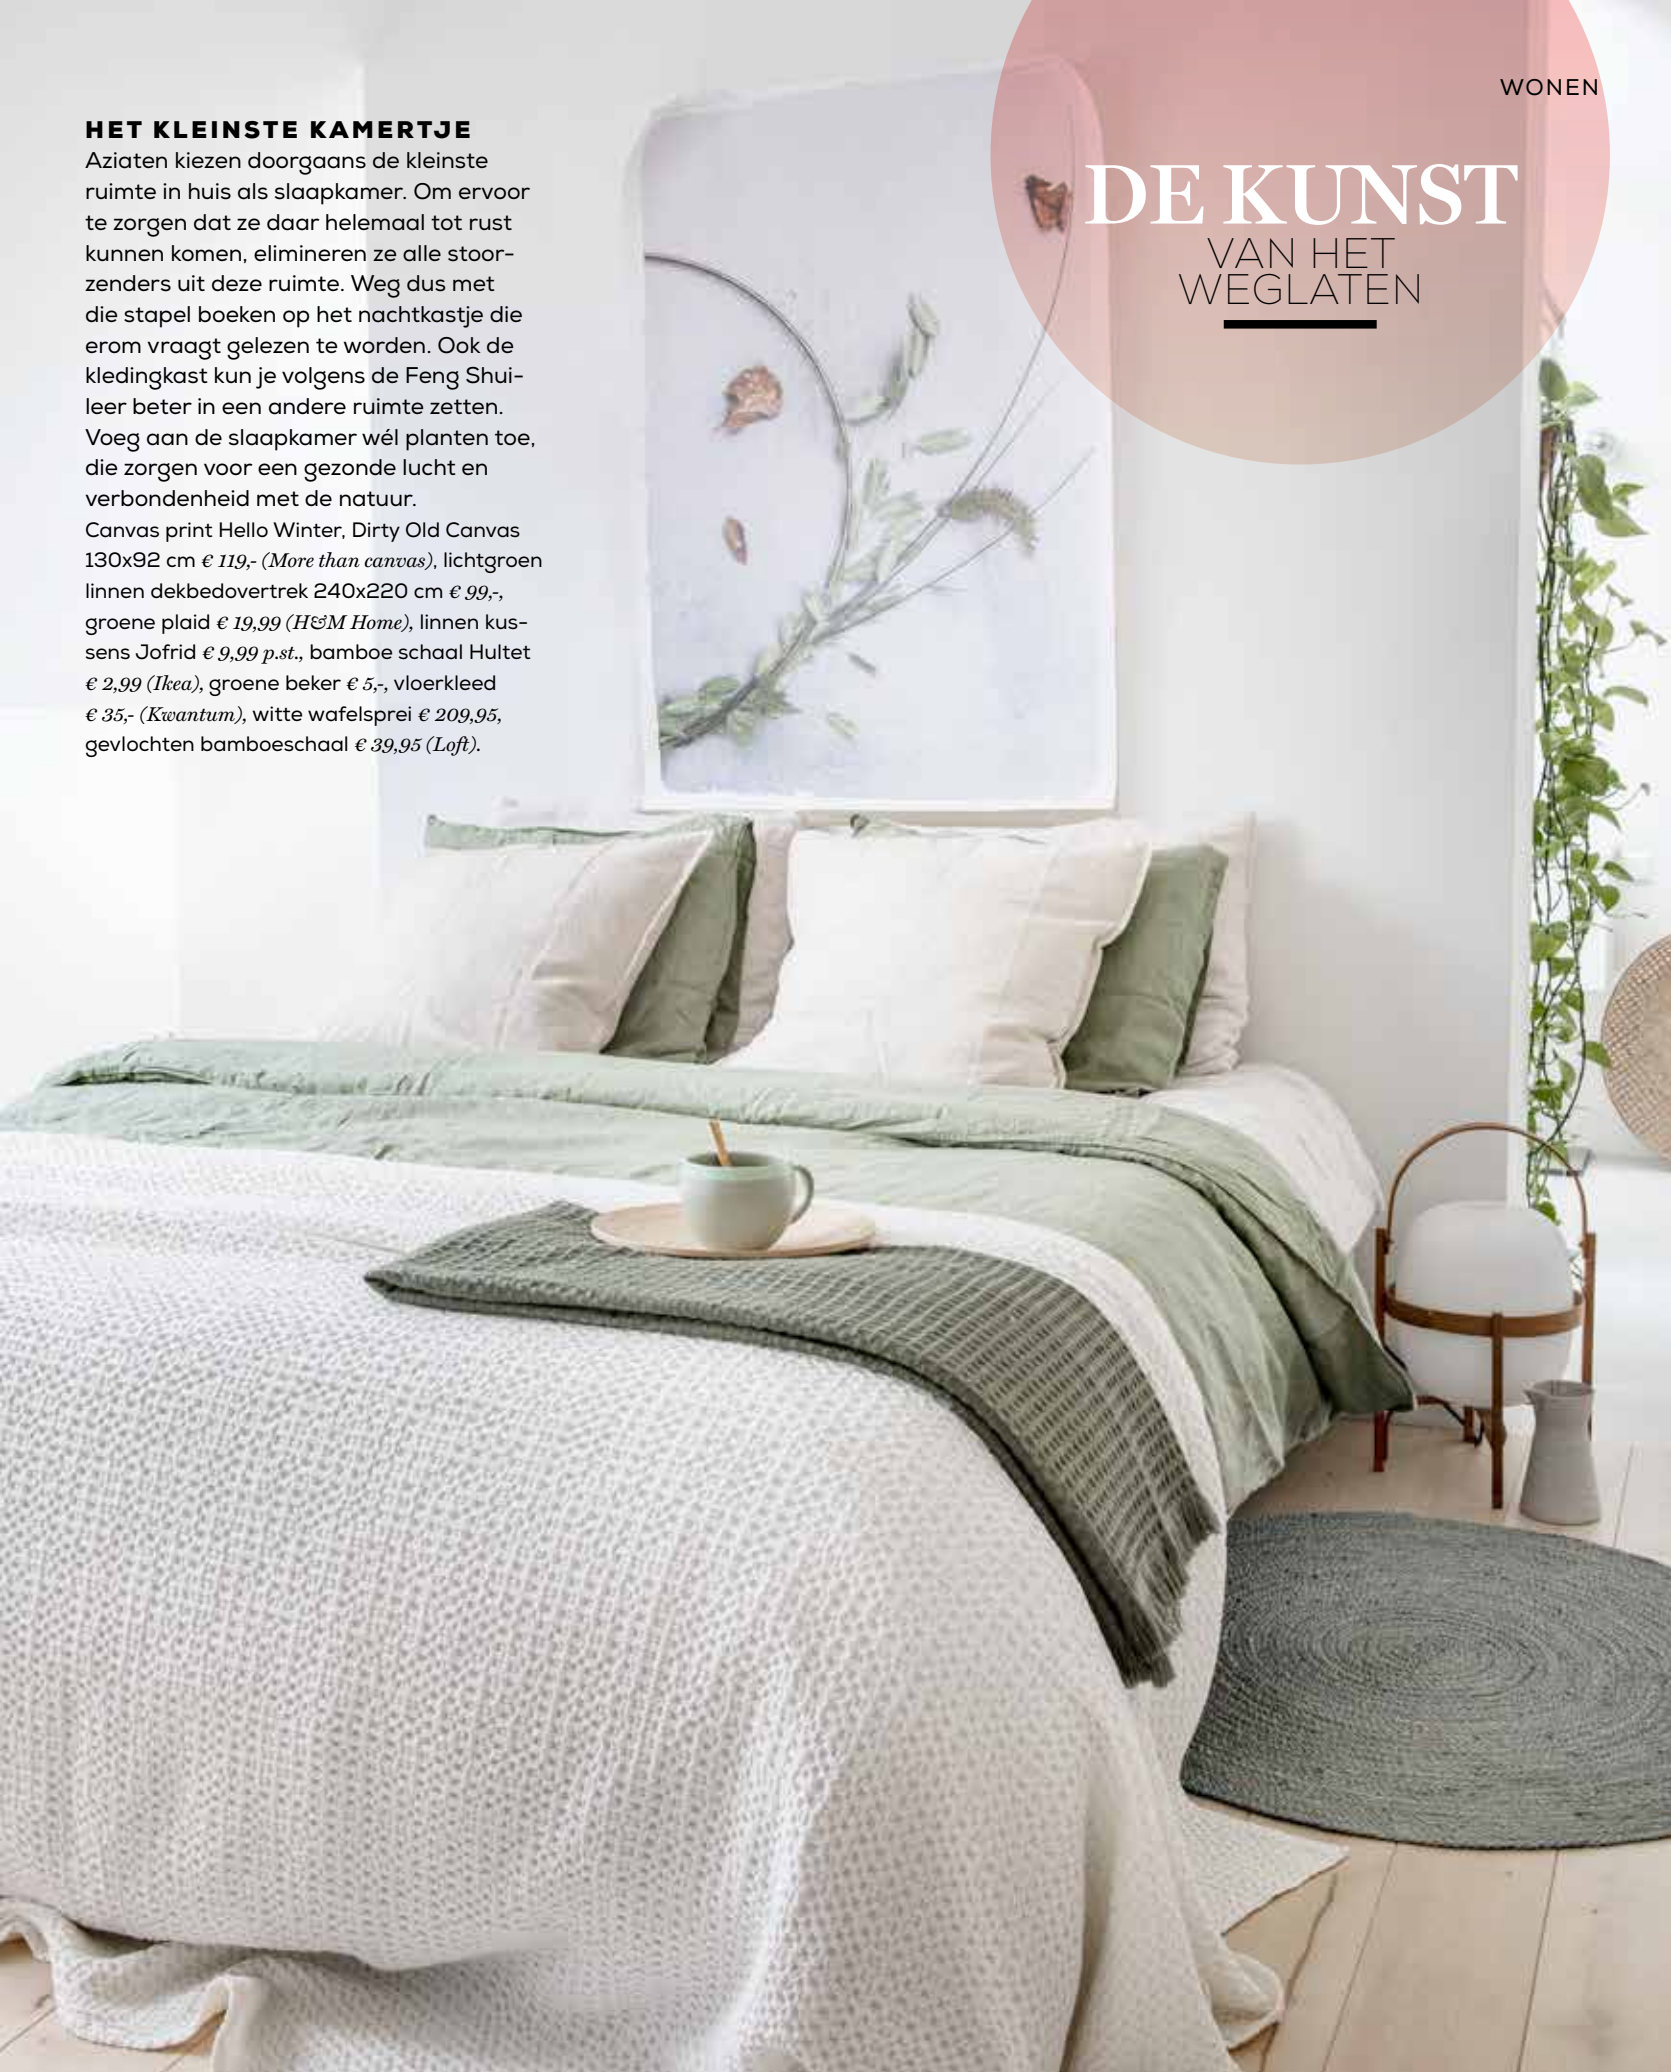 WONEN
DE KUNST
VAN HET
WEGLATEN
HET KLEINSTE KAMERTJE
Aziaten kiezen doorgaans de kleinste
ruimte in huis als slaapkamer. Om ervoor
te zorgen dat ze daar helemaal tot rust
kunnen komen, elimineren ze alle stoor-
zenders uit deze ruimte. Weg dus met
die stapel boeken op het nachtkastje die
erom vraagt gelezen te worden. Ook de
kledingkast kun je volgens de Feng Shui-
leer beter in een andere ruimte zetten.
Voeg aan de slaapkamer wél planten toe,
die zorgen voor een gezonde lucht en
verbondenheid met de natuur.
Canvas print Hello Winter, Dirty Old Canvas
130x92 cm € 119,- (More than canvas), lichtgroen
linnen dekbedovertrek 240x220 cm € 99,-,
groene plaid € 19,99 (H&M Home), linnen kus-
sens Jofrid € 9,99 p.st., bamboe schaal Hultet
€ 2,99 (Ikea), groene beker € 5,-, vloerkleed
€ 35,- (Kwantum), witte wafelsprei € 209,95,
gevlochten bamboeschaal € 39,95 (Loft).